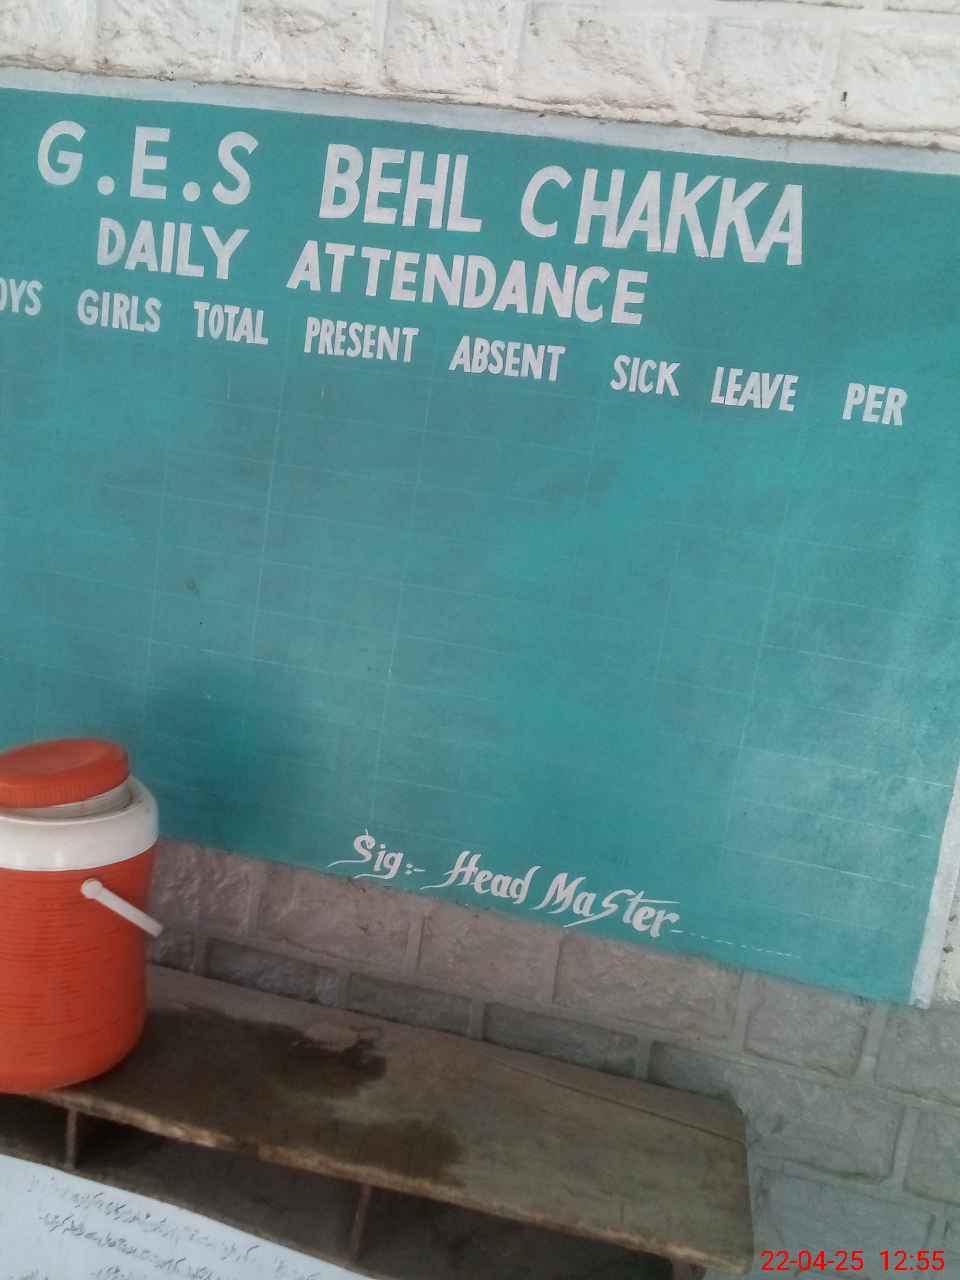 G.E.S BEHL CHAKKA
DAILY ATTENDANCE
OYS GIRLS TOTAL PRESENT ABSENT SICK LEAVE PER
Sig:- Head Master
22-04-25 12:55